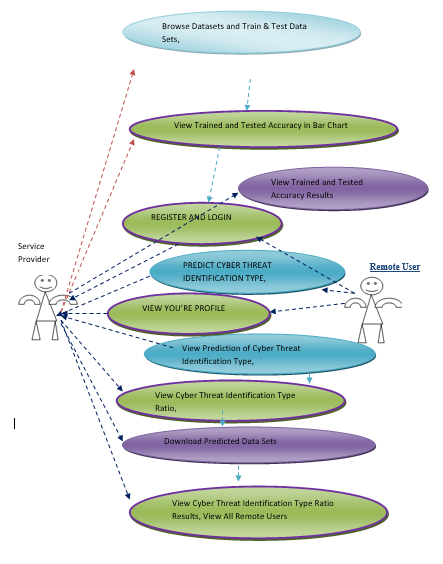 Browse Datasets and Train & Test Data
Sets,
View Trained and Tested Accuracy in Bar Chart
View Trained and Tested
Accuracy Results
REGISTER AND LOGIN
Service
Provider
PREDICT CYBER THREAT
IDENTIFICATION TYPE,
Remote User
VIEW YOU'RE PROFILE
View Prediction of Cyber Threat
Identification Type,
View Cyber Threat Identification Type
Ratio,
Download Predicted Data Sets
View Cyber Threat Identification Type Ratio
Results, View All Remote Users